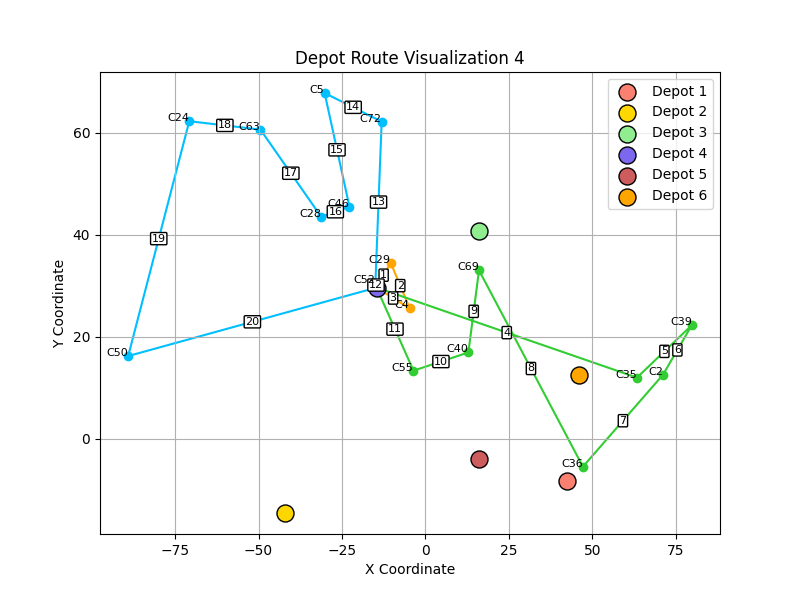 Depot Route Visualization 4
Depot 1
Depot 2
Depot 3
Depot 4
Depot 5
Depot 6
Y Coordinate
60
40
20
0
−75
−50
−25
0
25
50
75
X Coordinate
C5
14
C72
C24
18
C63
15
17
C46
C28
16
13
19
C29
1
12
2
3
C4
20
C69
9
11
4
C39
C50
C55
10
C40
8
5
6
C35
C2
7
C36